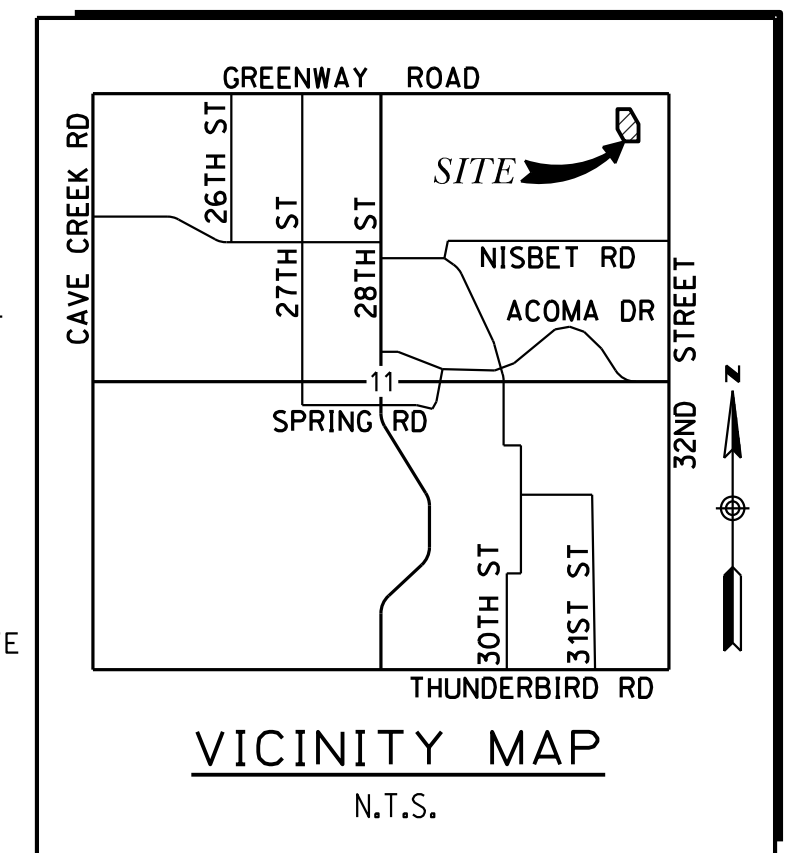 GREENWAY ROAD
CAVE CREEK RD
26TH ST
27TH ST
28TH ST
SITE
NISBET RD
ACOMA DR
32ND STREET
11
SPRING RD
N
30TH ST
31ST ST
E
THUNDERBIRD RD
VICINITY MAP
N.T.S.